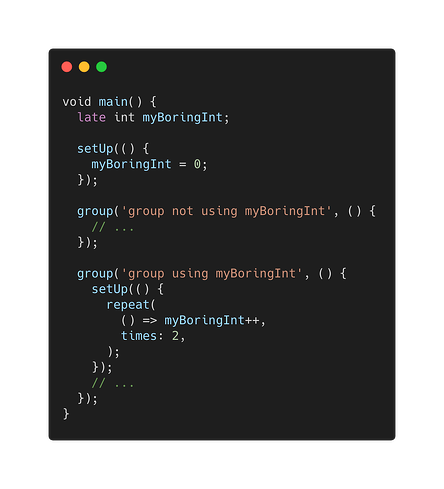 void main() {
  late int myBoringInt;

  setUp(() {
    myBoringInt = 0;
  });

  group('group not using myBoringInt', () {
    // ...
  });

  group('group using myBoringInt', () {
    setUp(() {
      repeat(
        () => myBoringInt++,
        times: 2,
      );
    });
    // ...
  });
}